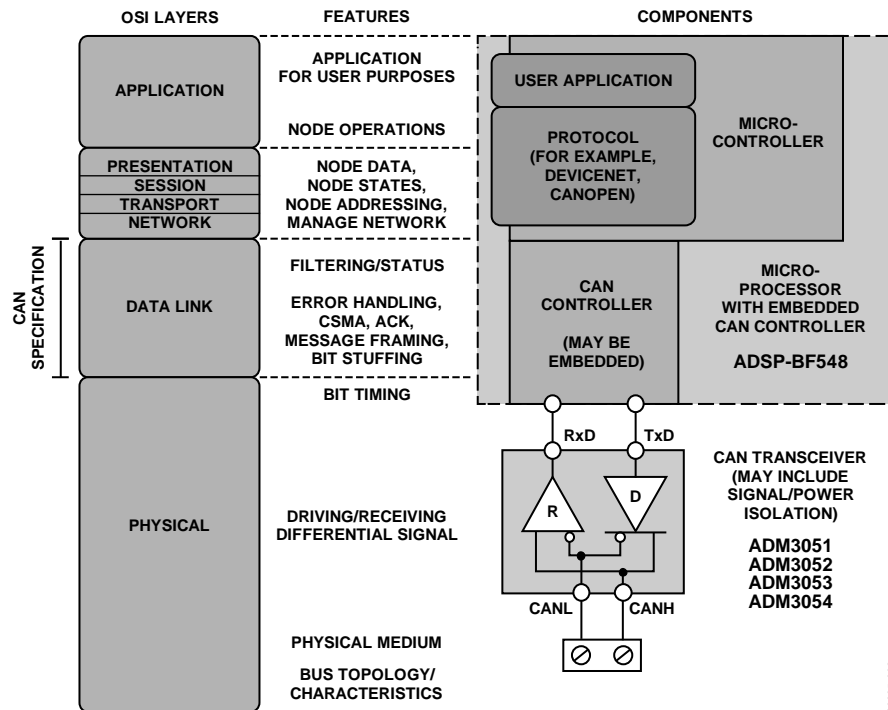 OSI LAYERS
FEATURES
COMPONENTS
APPLICATION
PRESENTATION
SESSION
TRANSPORT
NETWORK
CAN
SPECIFICATION
DATA LINK
PHYSICAL
APPLICATION
FOR USER PURPOSES
NODE OPERATIONS
NODE DATA,
NODE STATES,
NODE ADDRESSING,
MANAGE NETWORK
FILTERING/STATUS
ERROR HANDLING,
CSMA, ACK,
MESSAGE FRAMING,
BIT STUFFING
BIT TIMING
DRIVING/RECEIVING
DIFFERENTIAL SIGNAL
PHYSICAL MEDIUM
BUS TOPOLOGY/
CHARACTERISTICS
USER APPLICATION
PROTOCOL
(FOR EXAMPLE,
DEVICENET,
CANOPEN)
MICRO-
CONTROLLER
CAN
CONTROLLER
(MAY BE
EMBEDDED)
MICRO-
PROCESSOR
WITH EMBEDDED
CAN CONTROLLER
ADSP-BF548
RxD
TxD
R
D
CANL
CANH
CAN TRANSCEIVER
(MAY INCLUDE
SIGNAL/POWER
ISOLATION)
ADM3051
ADM3052
ADM3053
ADM3054